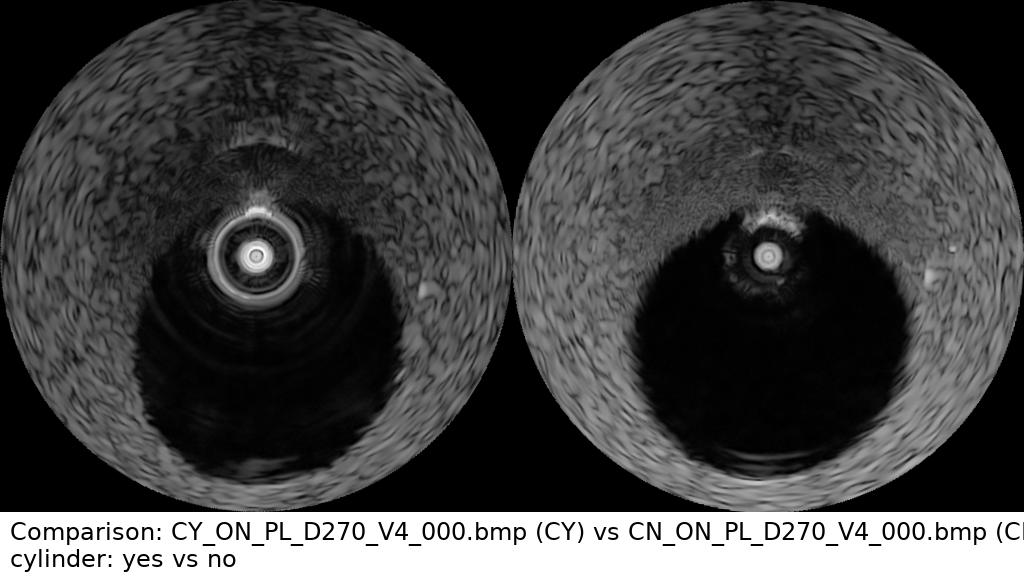 Comparison: CY_ON_PL_D270_V4_000.bmp (CY) vs CN_ON_PL_D270_V4_000.bmp
cylinder: yes vs no